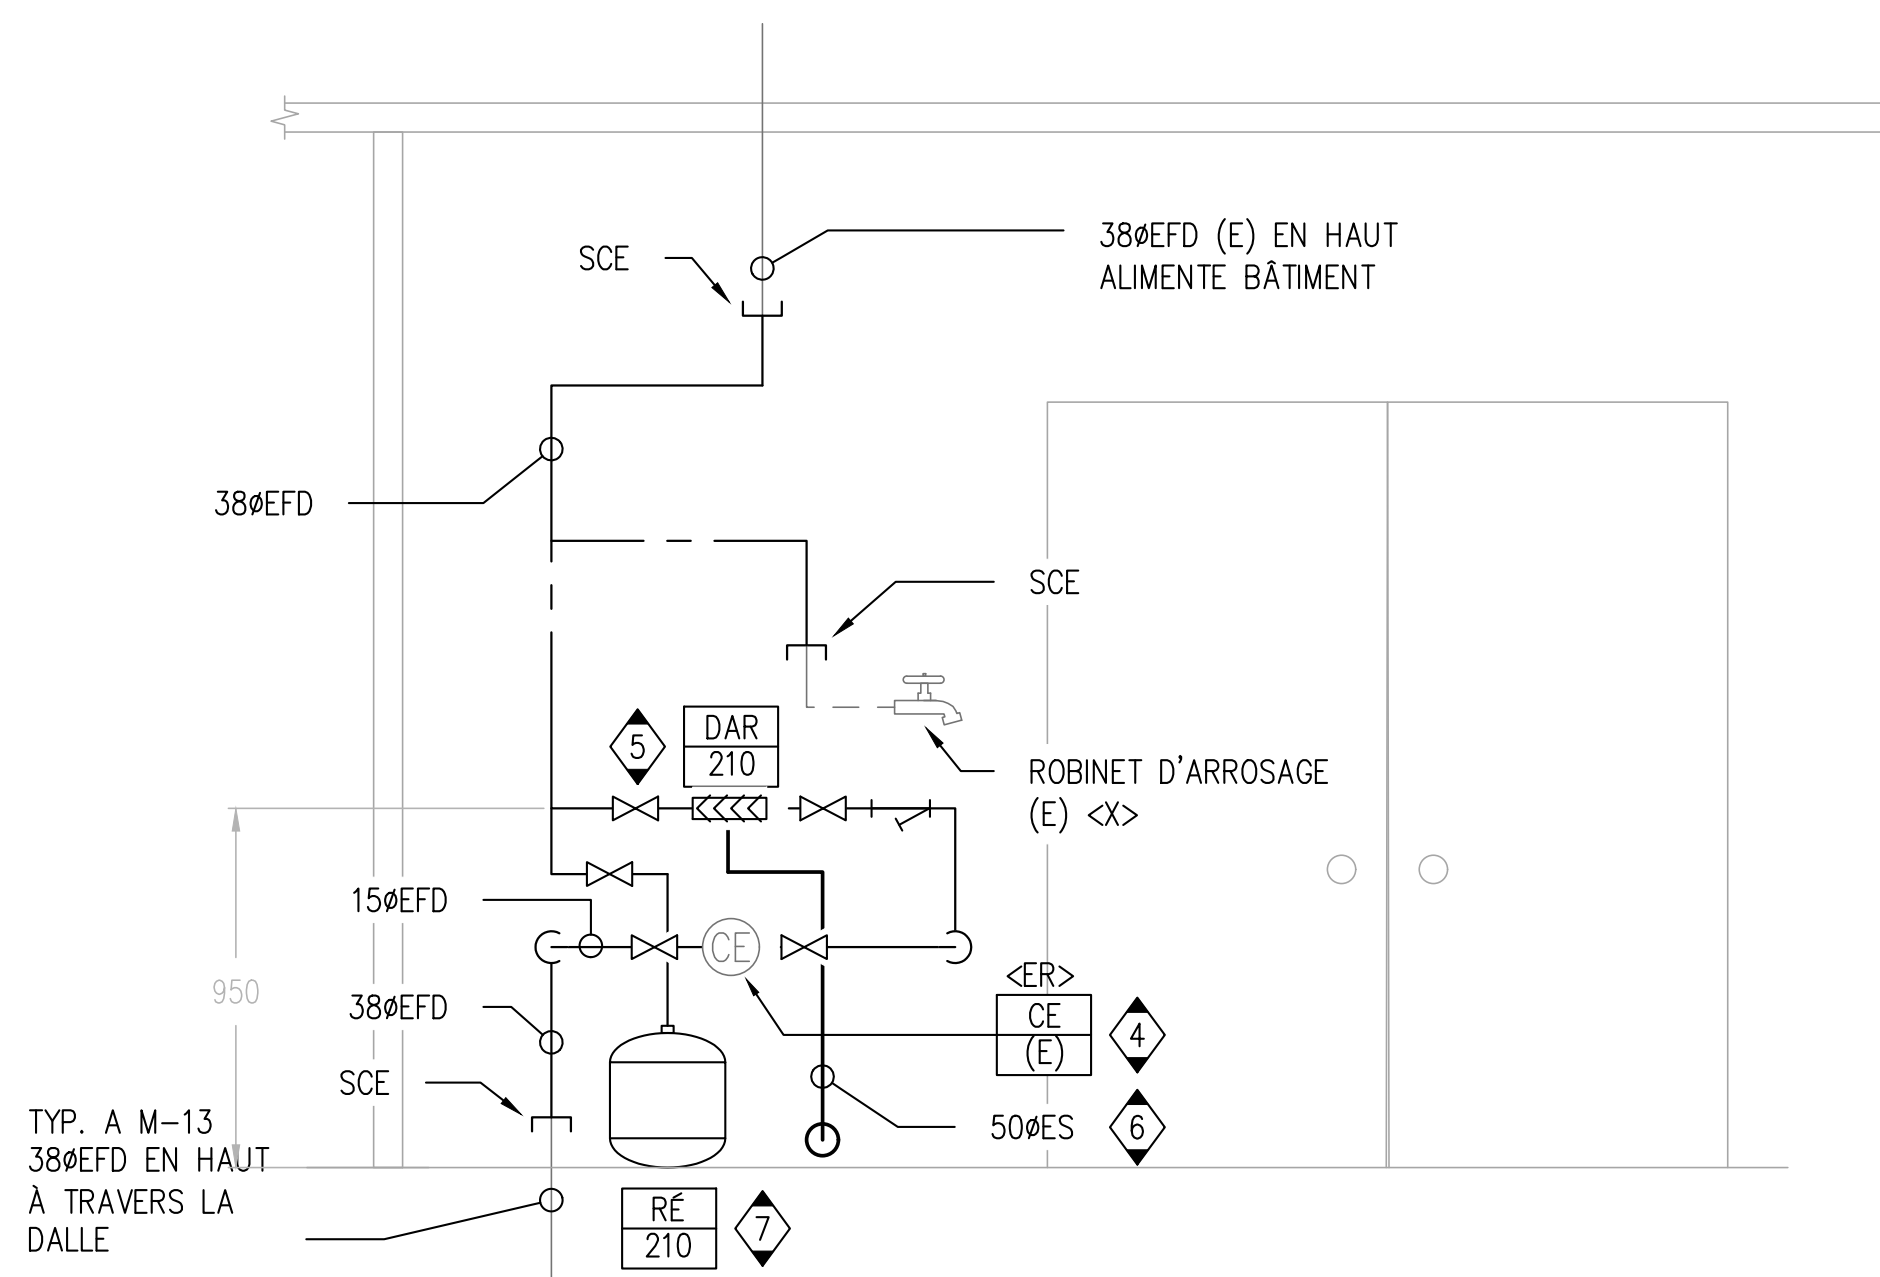 SCE
38øEFD (E) EN HAUT
ALIMENTE BÂTIMENT
38øEFD
SCE
5
DAR
210
ROBINET D'ARROSAGE
(E) <X>
15øEFD
CE
950
38øEFD
<ER>
CE
(E)
4
SCE
50øES
6
TYP. A M-13
38øEFD EN HAUT
À TRAVERS LA
DALLE
RÉ
210
7